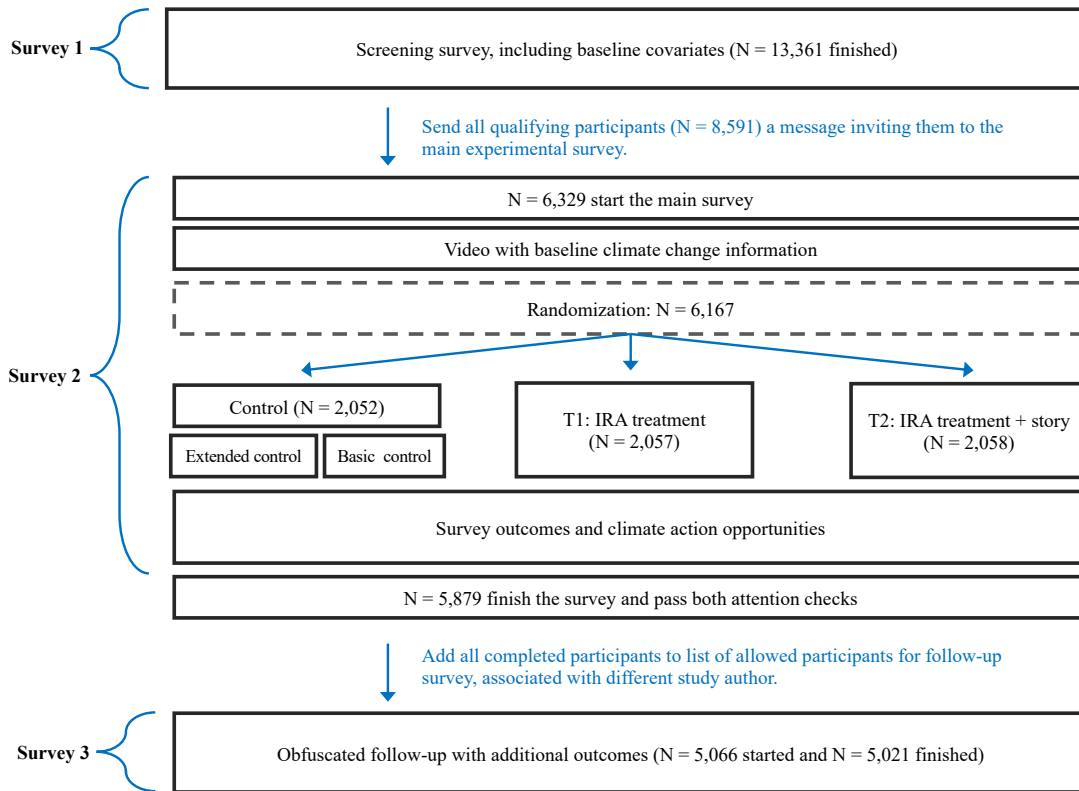 Survey 1
Screening survey, including baseline covariates (N = 13,361 finished)
Send all qualifying participants (N = 8,591) a message inviting them to the
main experimental survey.
N = 6,329 start the main survey
Video with baseline climate change information
Randomization: N = 6,167
Survey 2
Control (N = 2,052)
Extended control
Basic control
T1: IRA treatment
(N = 2,057)
T2: IRA treatment + story
(N = 2,058)
Survey outcomes and climate action opportunities
N = 5,879 finish the survey and pass both attention checks
Add all completed participants to list of allowed participants for follow-up
survey, associated with different study author.
Survey 3
Obfuscated follow-up with additional outcomes (N = 5,066 started and N = 5,021 finished)